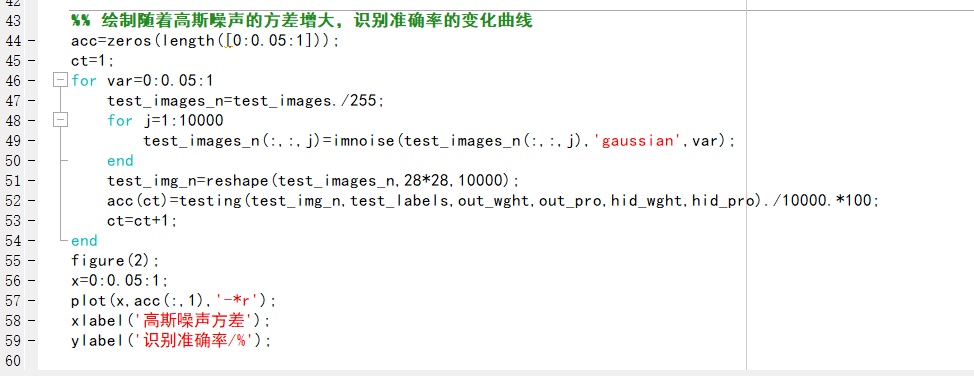 42
43 %% 绘制随着高斯噪声的方差增大，识别准确率的变化曲线
44 - acc=zeros(length([0:0.05:1]));
45 - ct=1;
46 - for var=0:0.05:1
47 - test_images_n=test_images./255;
48 - for j=1:10000
49 - test_images_n(:,:,j)=imnoise(test_images_n(:,:,j),'gaussian',var);
50 - end
51 - test_img_n=reshape(test_images_n,28*28,10000);
52 - acc(ct)=testing(test_img_n,test_labels,out_wght,out_pro,hid_wght,hid_pro)./10000.*100;
53 - ct=ct+1;
54 - end
55 - figure(2);
56 - x=0:0.05:1;
57 - plot(x,acc(:,1),'-*r');
58 - xlabel('高斯噪声方差');
59 - ylabel('识别准确率/%');
60